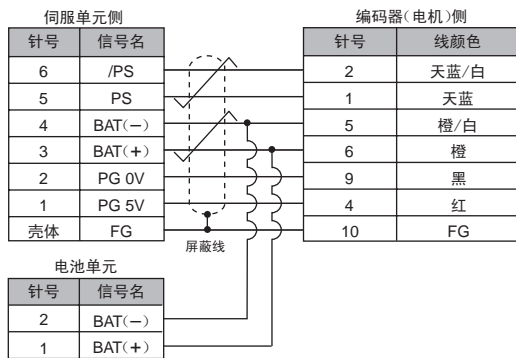 伺服单元侧 编码器(电机)侧
针号 信号名 针号 线颜色
6 /PS 2 天蓝/白
5 PS 1 天蓝
4 BAT(−) 5 橙/白
3 BAT(+) 6 橙
2 PG 0V 9 黑
1 PG 5V 4 红
壳体 FG 10 FG
屏蔽线
电池单元
针号 信号名
2 BAT(−)
1 BAT(+)